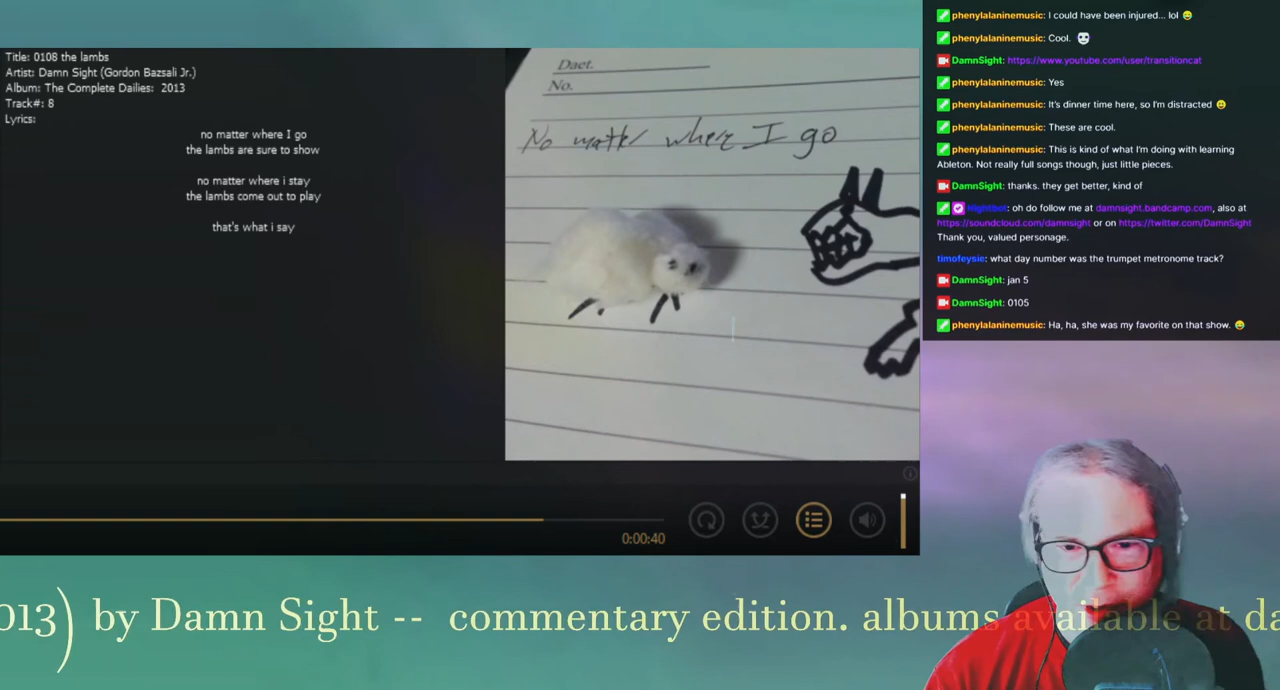 Title: 0108 the lambs
Artist: Damn Sight (Gordon Bazsali Jr.)
Album: The Complete Dailies: 2013
Track#: 8
Lyrics:
no matter where I go
the lambs are sure to show
no matter where i stay
the lambs come out to play
that's what i say
Daet.
No.
No matter where I go
0:00:40
phenylalaninemusic: I could have been injured... lol
phenylalaninemusic: Cool.
DamnSight: https://www.youtube.com/user/transitioncat
phenylalaninemusic: Yes
phenylalaninemusic: It's dinner time here, so I'm distracted
phenylalaninemusic: These are cool.
phenylalaninemusic: This is kind of what I'm doing with learning
Ableton. Not really full songs though, just little pieces.
DamnSight: thanks. they get better, kind of
Nightbot: oh do follow me at damnsight.bandcamp.com, also at
https://soundcloud.com/damnsight or on https://twitter.com/DamnSight
Thank you, valued personage.
timofeysie: what day number was the trumpet metronome track?
DamnSight: jan 5
DamnSight: 0105
phenylalaninemusic: Ha, ha, she was my favorite on that show.
013) by Damn Sight -- commentary edition. albums available at da